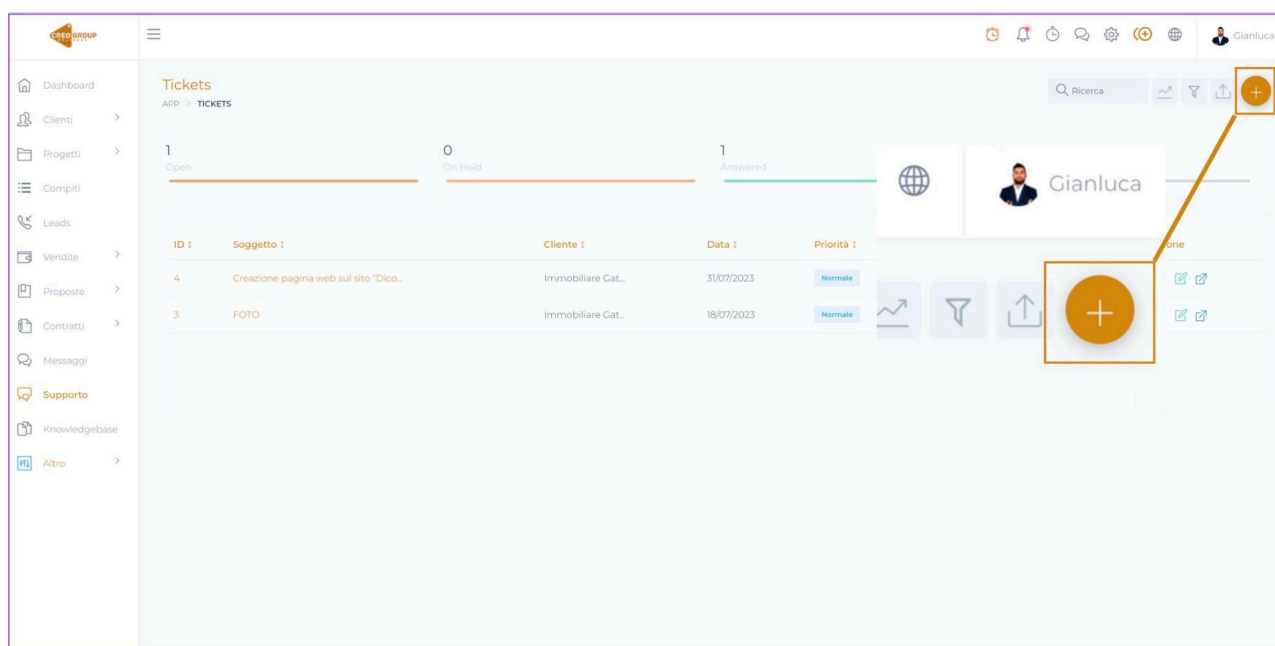 CREO GROUP
Gianluca
Dashboard
Clienti
Progetti
Compiti
Leads
Vendite
Proposte
Contratti
Messaggi
Supporto
Knowledgebase
Altro
Tickets
APP > TICKETS
Ricerca
1
Open
0
On Hold
1
Answered
Gianluca
ID Soggetto Cliente Data Priorità one
4 Creazione pagina web sul sito "Dico... Immobiliare Gat... 31/07/2023 Normale
3 FOTO Immobiliare Gat... 18/07/2023 Normale